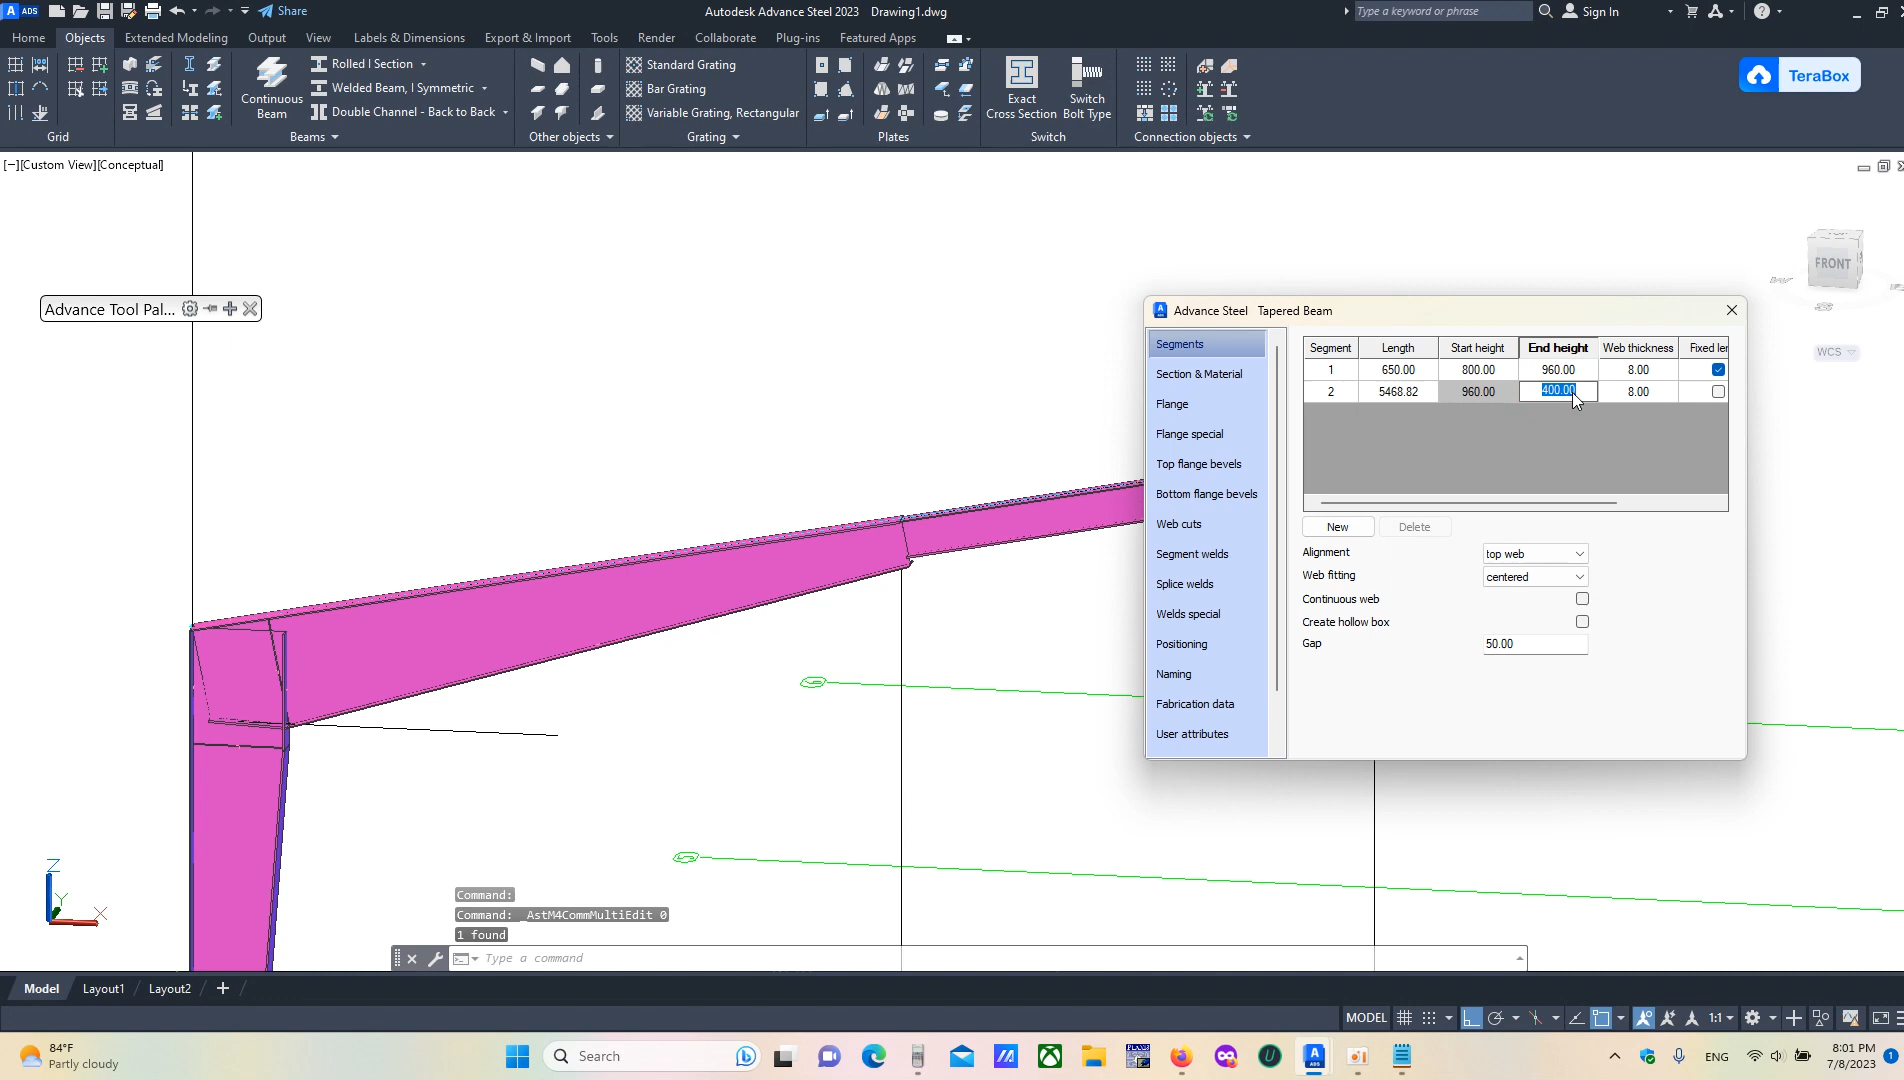 ADS Share Autodesk Advance Steel 2023 Drawing1.dwg Type a keyword or phrase Sign In
Home Objects Extended Modeling Output View Labels & Dimensions Export & Import Tools Render Collaborate Plug-ins Featured Apps
Rolled I Section
Welded Beam, I Symmetric
Double Channel - Back to Back
Continuous
Beam
Standard Grating
Bar Grating
Variable Grating, Rectangular
Exact
Cross Section
Switch
Bolt Type
TeraBox
Grid Beams Other objects Grating Plates Switch Connection objects
[−][Custom View][Conceptual]
TOP
FRONT
WCS
Advance Tool Pal...
Advance Steel Tapered Beam
Segments
Section & Material
Flange
Flange special
Top flange bevels
Bottom flange bevels
Web cuts
Segment welds
Splice welds
Welds special
Positioning
Naming
Fabrication data
User attributes
Segment Length Start height End height Web thickness Fixed len
1 650.00 800.00 960.00 8.00
2 5468.82 960.00 400.00 8.00
New Delete
Alignment top web
Web fitting centered
Continuous web
Create hollow box
Gap 50.00
Z
Y
X
Command:
Command: _AstM4CommMultiEdit 0
1 found
Type a command
Model Layout1 Layout2
MODEL 1:1
84°F
Partly cloudy
Search
ADS
ENG
8:01 PM
7/8/2023
1